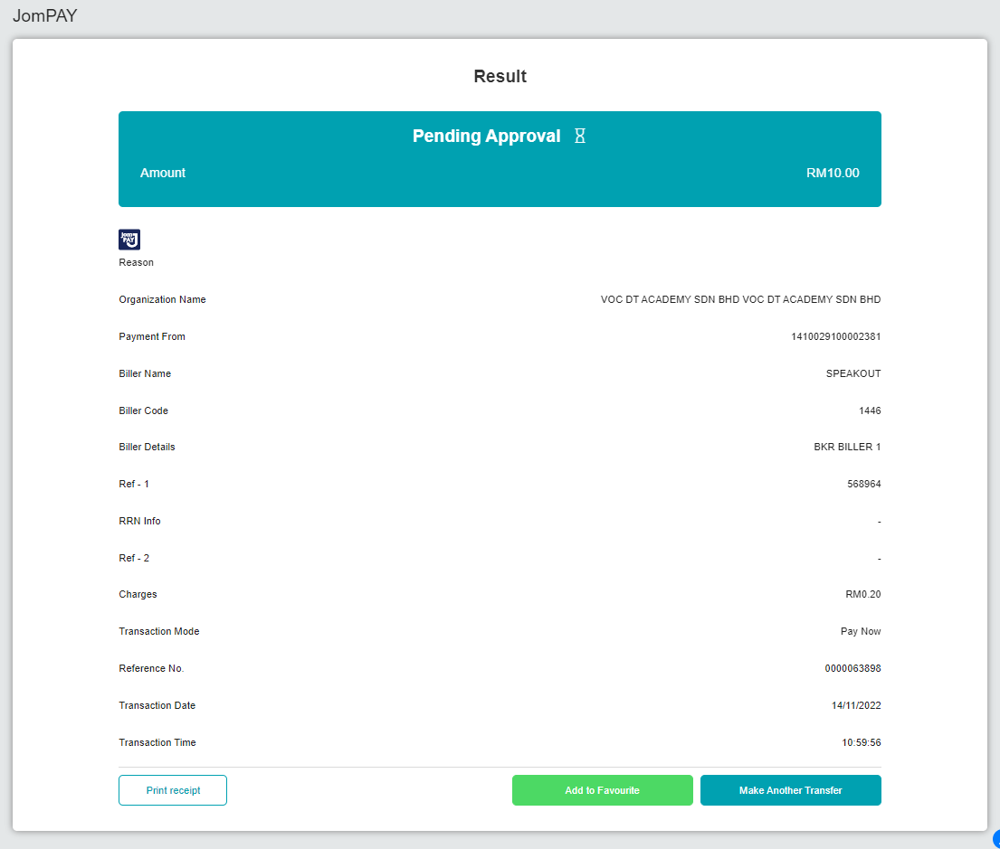 JomPAY
Result
Pending Approval
Amount RM10.00
Jom PAY
Reason
Organization Name VOC DT ACADEMY SDN BHD VOC DT ACADEMY SDN BHD
Payment From 1410029100002381
Biller Name SPEAKOUT
Biller Code 1446
Biller Details BKR BILLER 1
Ref - 1 568964
RRN Info -
Ref - 2 -
Charges RM0.20
Transaction Mode Pay Now
Reference No. 0000063898
Transaction Date 14/11/2022
Transaction Time 10:59:56
Print receipt Add to Favourite Make Another Transfer